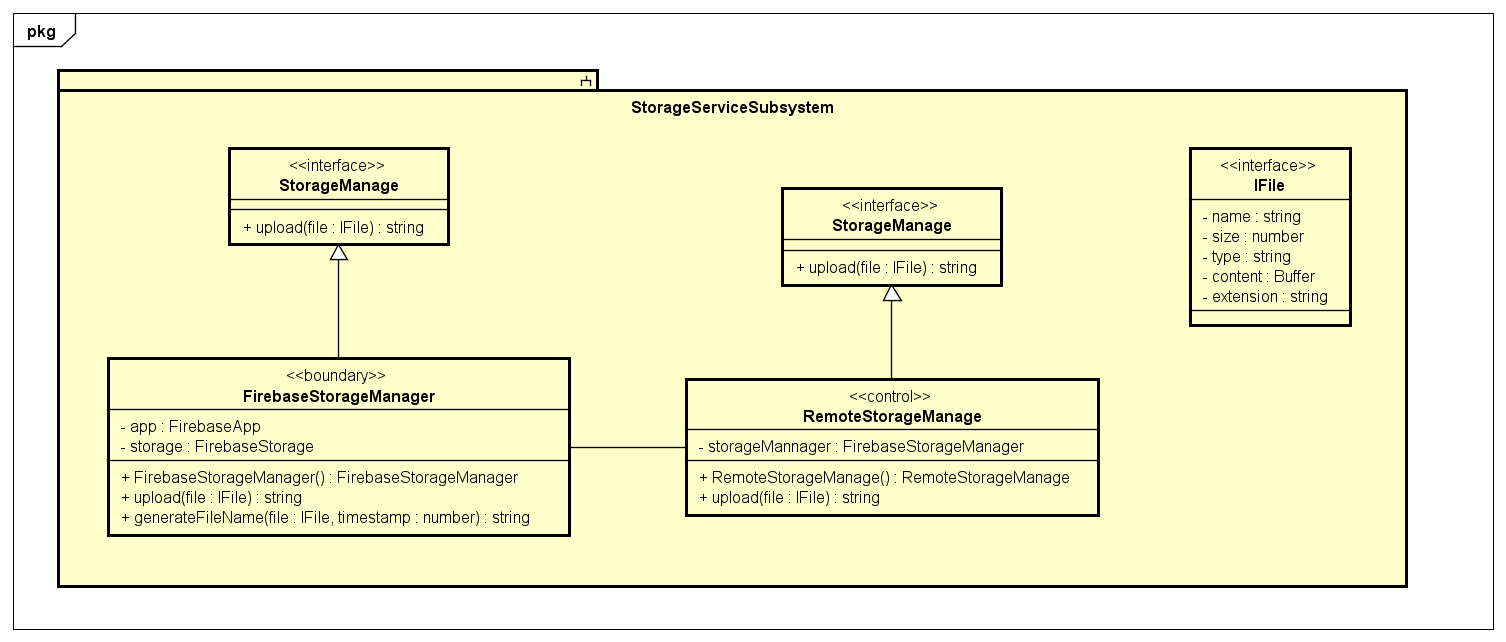 pkg
StorageServiceSubsystem
<<interface>>
StorageManage
+ upload(file : IFile) : string
<<interface>>
StorageManage
+ upload(file : IFile) : string
<<interface>>
IFile
- name : string
- size : number
- type : string
- content : Buffer
- extension : string
<<boundary>>
FirebaseStorageManager
- app : FirebaseApp
- storage : FirebaseStorage
+ FirebaseStorageManager() : FirebaseStorageManager
+ upload(file : IFile) : string
+ generateFileName(file : IFile, timestamp : number) : string
<<control>>
RemoteStorageManage
- storageMannager : FirebaseStorageManager
+ RemoteStorageManage() : RemoteStorageManage
+ upload(file : IFile) : string